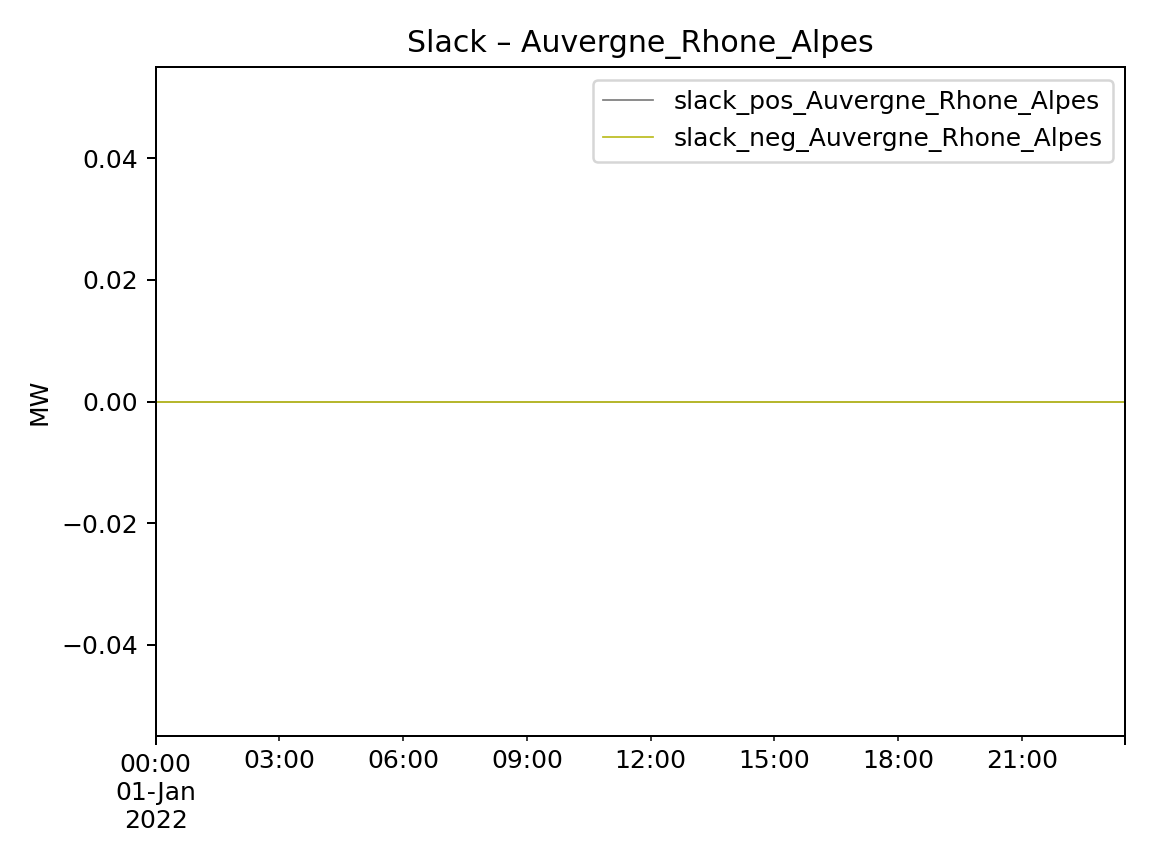 Slack – Auvergne_Rhone_Alpes
slack_pos_Auvergne_Rhone_Alpes
slack_neg_Auvergne_Rhone_Alpes
0.04
0.02
0.00
−0.02
−0.04
MW
00:00 03:00 06:00 09:00 12:00 15:00 18:00 21:00
01-Jan
2022